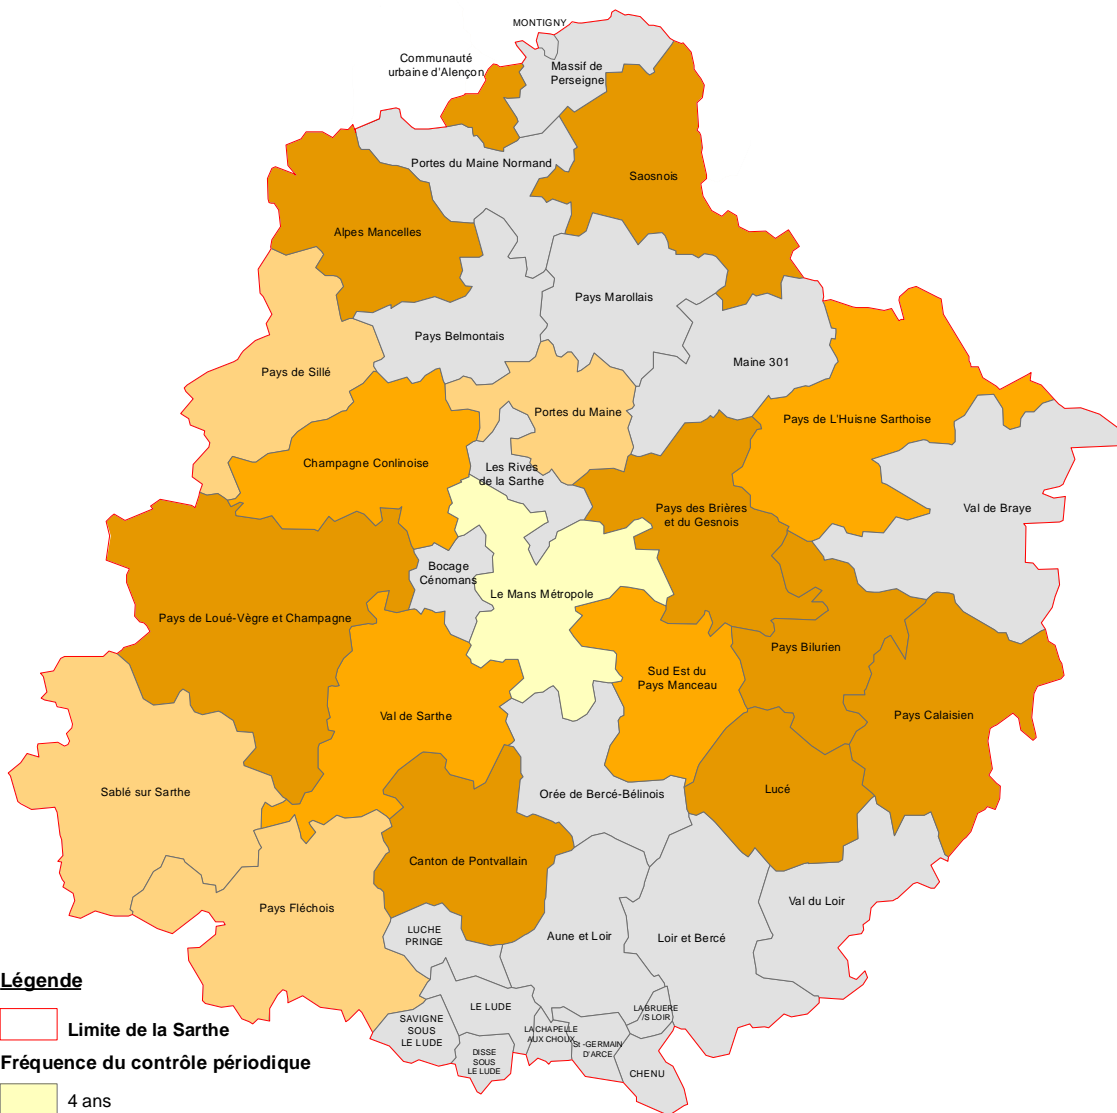 MONTIGNY
Communauté
urbaine d'Alençon
Massif de
Perseigne
Portes du Maine Normand
Saosnois
Alpes Mancelles
Pays Marollais
Pays Belmontais
Maine 301
Pays de Sillé
Portes du Maine
Pays de L'Huisne Sarthoise
Champagne Conlinoise
Les Rives
de la Sarthe
Pays des Brières
et du Gesnois
Val de Braye
Bocage
Cénomans
Le Mans Métropole
Pays de Loué-Vègre et Champagne
Pays Bilurien
Sud Est du
Pays Manceau
Val de Sarthe
Pays Calaisien
Sablé sur Sarthe
Orée de Bercé-Bélinois
Lucé
Canton de Pontvallain
Pays Fléchois
Val du Loir
LUCHE
PRINGE
Aune et Loir
Loir et Bercé
LE LUDE
LA BRUERE
/S LOIR
SAVIGNE
SOUS
LE LUDE
LA CHAPELLE
AUX CHOUX
St -GERMAIN
D'ARCE
DISSE
SOUS
LE LUDE
CHENU
Légende
Limite de la Sarthe
Fréquence du contrôle périodique
4 ans